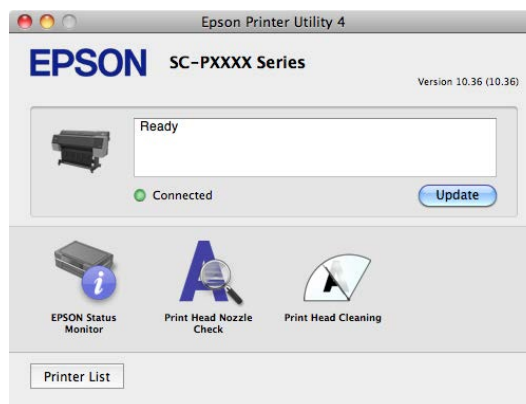 Epson Printer Utility 4
EPSON
SC-PXXXX Series
Version 10.36 (10.36)
Ready
Connected
Update
EPSON Status
Monitor
Print Head Nozzle
Check
Print Head Cleaning
Printer List